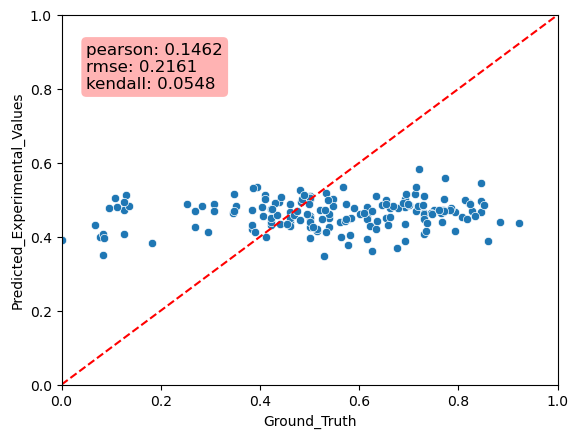 1.0
pearson: 0.1462
rmse: 0.2161
kendall: 0.0548
0.8
0.6
0.4
0.2
0.0
Predicted_Experimental_Values
0.0 0.2 0.4 0.6 0.8 1.0
Ground_Truth